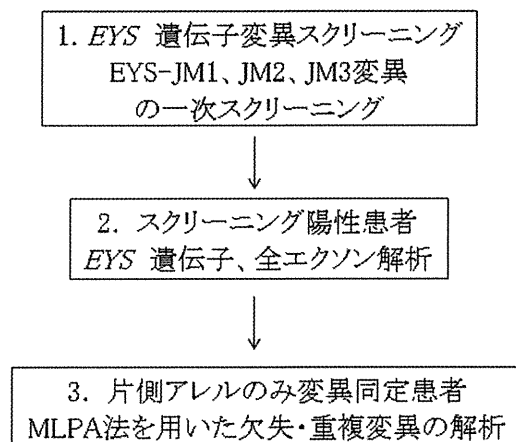 1. EYS 遺伝子変異スクリーニング
EYS-JM1、JM2、JM3変異
の一次スクリーニング
2. スクリーニング陽性患者
EYS 遺伝子、全エクソン解析
3. 片側アレルのみ変異同定患者
MLPA法を用いた欠失・重複変異の解析